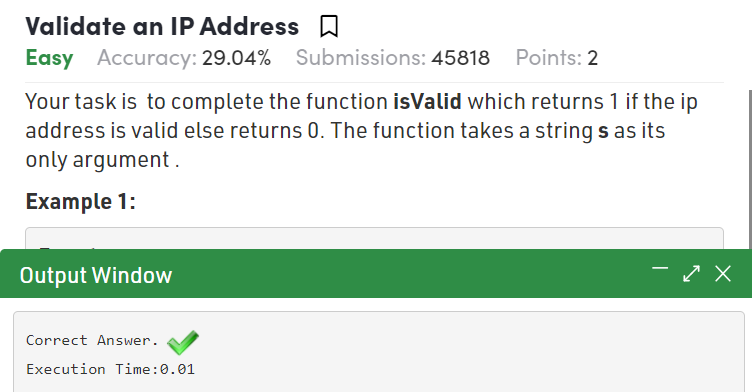 Validate an IP Address
Easy Accuracy: 29.04% Submissions: 45818 Points: 2
Your task is to complete the function isValid which returns 1 if the ip
address is valid else returns 0. The function takes a string s as its
only argument .
Example 1:
Output Window
Correct Answer.
Execution Time:0.01